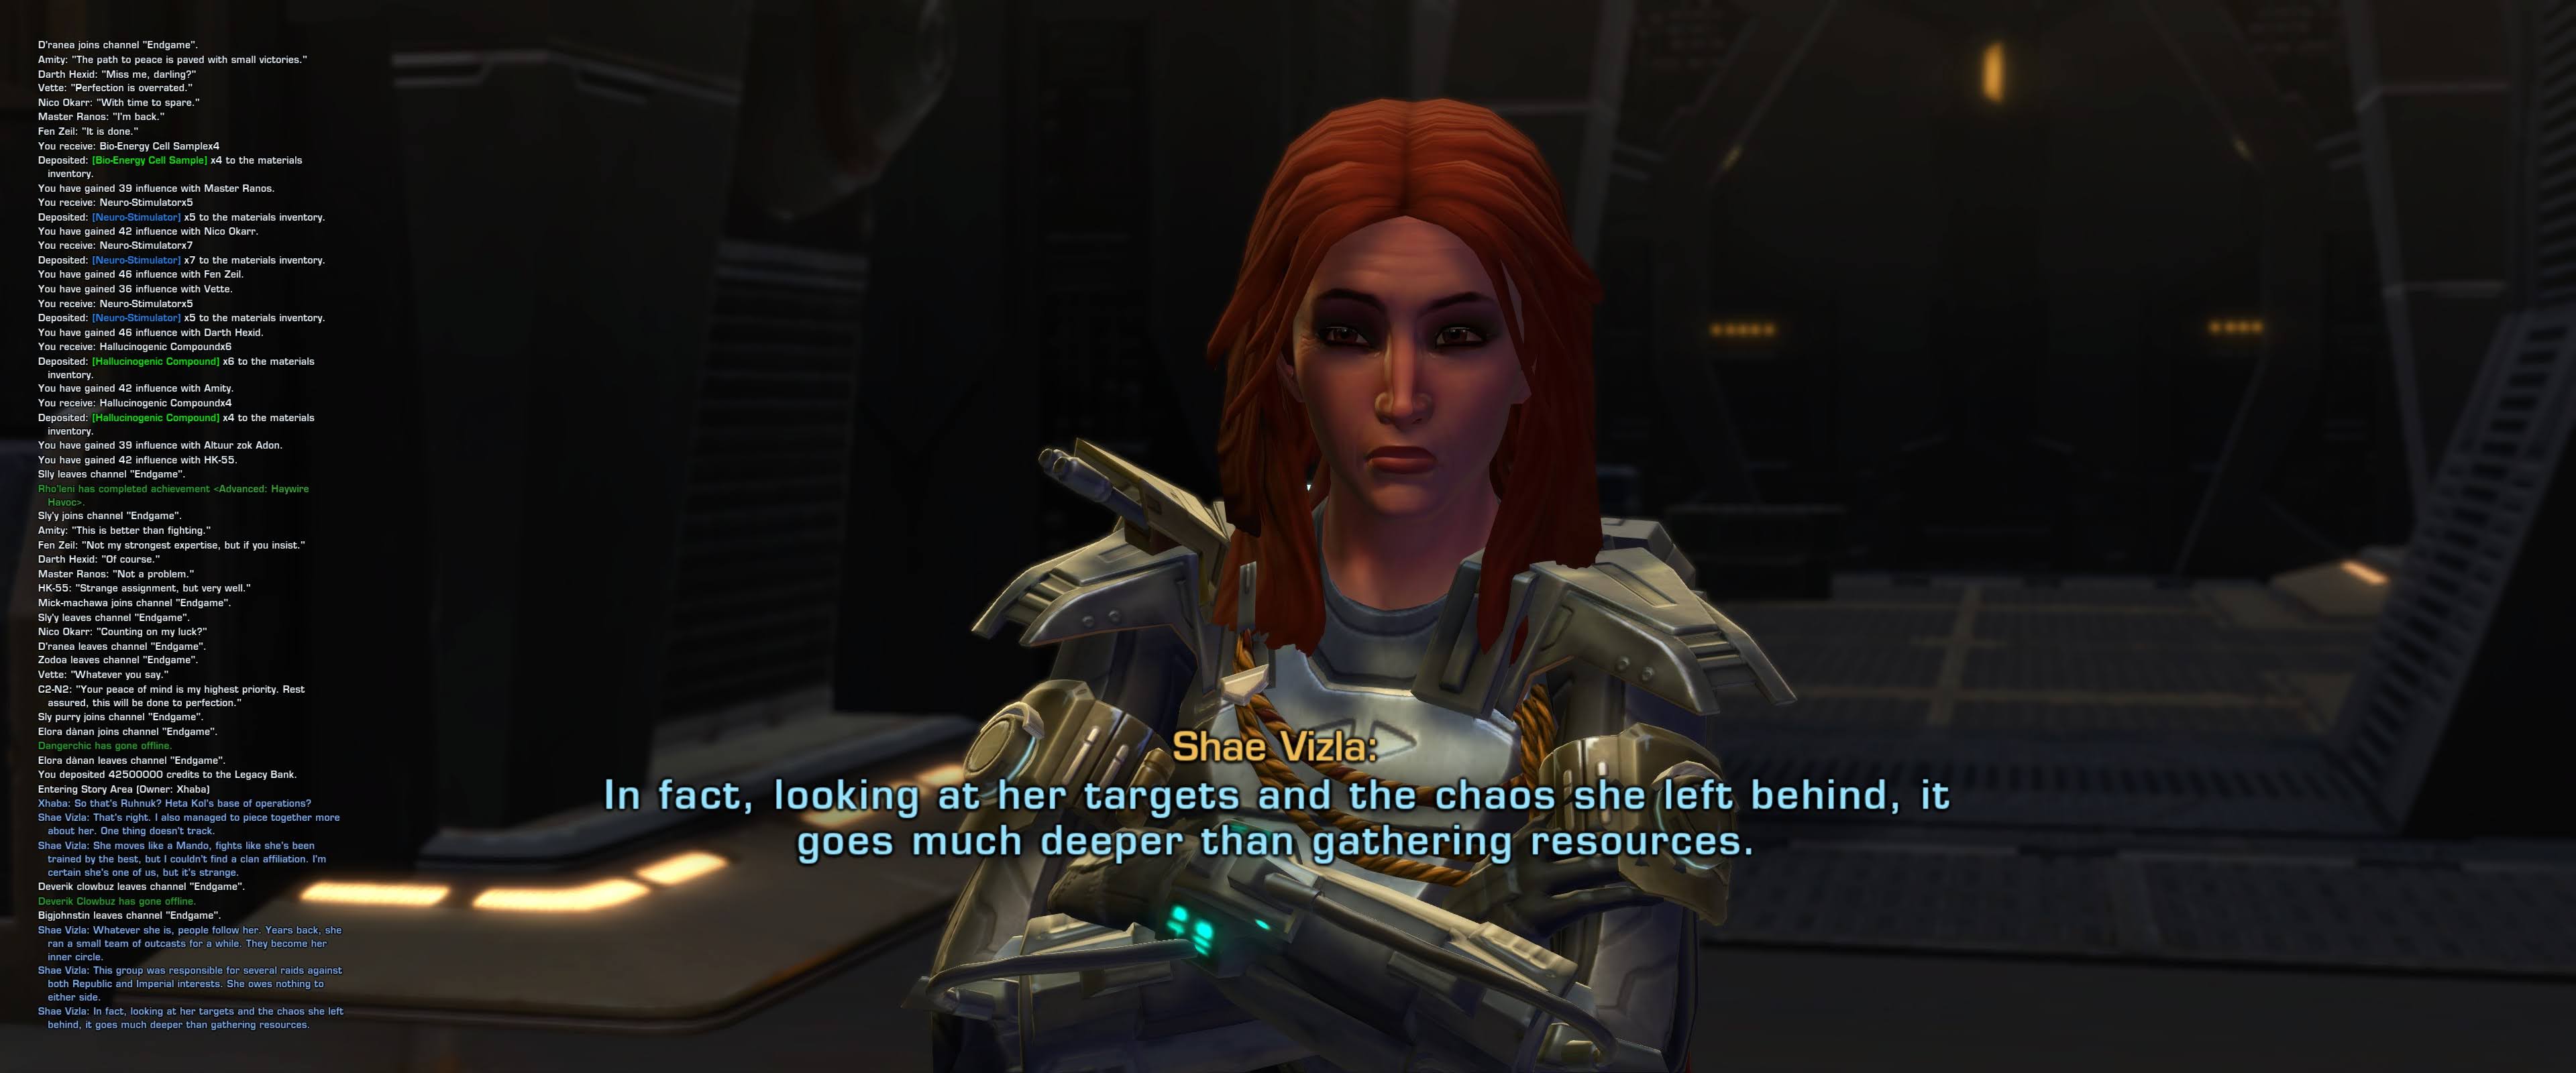 D'ranea joins channel "Endgame".
Amity: "The path to peace is paved with small victories."
Darth Hexid: "Miss me, darling?"
Vette: "Perfection is overrated."
Nico Okarr: "With time to spare."
Master Ranos: "I'm back."
Fen Zeil: "It is done."
You receive: Bio-Energy Cell Samplex4
Deposited: [Bio-Energy Cell Sample] x4 to the materials
inventory.
You have gained 39 influence with Master Ranos.
You receive: Neuro-Stimulatorx5
Deposited: [Neuro-Stimulator] x5 to the materials inventory.
You have gained 42 influence with Nico Okarr.
You receive: Neuro-Stimulatorx7
Deposited: [Neuro-Stimulator] x7 to the materials inventory.
You have gained 46 influence with Fen Zeil.
You have gained 36 influence with Vette.
You receive: Neuro-Stimulatorx5
Deposited: [Neuro-Stimulator] x5 to the materials inventory.
You have gained 46 influence with Darth Hexid.
You receive: Hallucinogenic Compoundx6
Deposited: [Hallucinogenic Compound] x6 to the materials
inventory.
You have gained 42 influence with Amity.
You receive: Hallucinogenic Compoundx4
Deposited: [Hallucinogenic Compound] x4 to the materials
inventory.
You have gained 39 influence with Altuur zok Adon.
You have gained 42 influence with HK-55.
Slly leaves channel "Endgame".
Rho'leni has completed achievement <Advanced: Haywire
Havoc>.
Sly'y joins channel "Endgame".
Amity: "This is better than fighting."
Fen Zeil: "Not my strongest expertise, but if you insist."
Darth Hexid: "Of course."
Master Ranos: "Not a problem."
HK-55: "Strange assignment, but very well."
Mick-machawa joins channel "Endgame".
Sly'y leaves channel "Endgame".
Nico Okarr: "Counting on my luck?"
D'ranea leaves channel "Endgame".
Zodoa leaves channel "Endgame".
Vette: "Whatever you say."
C2-N2: "Your peace of mind is my highest priority. Rest
assured, this will be done to perfection."
Sly purry joins channel "Endgame".
Elora dànan joins channel "Endgame".
Dangerchic has gone offline.
Elora dànan leaves channel "Endgame".
You deposited 42500000 credits to the Legacy Bank.
Entering Story Area [Owner: Xhaba]
Xhaba: So that's Ruhnuk? Heta Kol's base of operations?
Shae Vizla: That's right. I also managed to piece together more
about her. One thing doesn't track.
Shae Vizla: She moves like a Mando, fights like she's been
trained by the best, but I couldn't find a clan affiliation. I'm
certain she's one of us, but it's strange.
Deverik clowbuz leaves channel "Endgame".
Deverik Clowbuz has gone offline.
Bigjohnstin leaves channel "Endgame".
Shae Vizla: Whatever she is, people follow her. Years back, she
ran a small team of outcasts for a while. They become her
inner circle.
Shae Vizla: This group was responsible for several raids against
both Republic and Imperial interests. She owes nothing to
either side.
Shae Vizla: In fact, looking at her targets and the chaos she left
behind, it goes much deeper than gathering resources.
Shae Vizla:
In fact, looking at her targets and the chaos she left behind, it
goes much deeper than gathering resources.